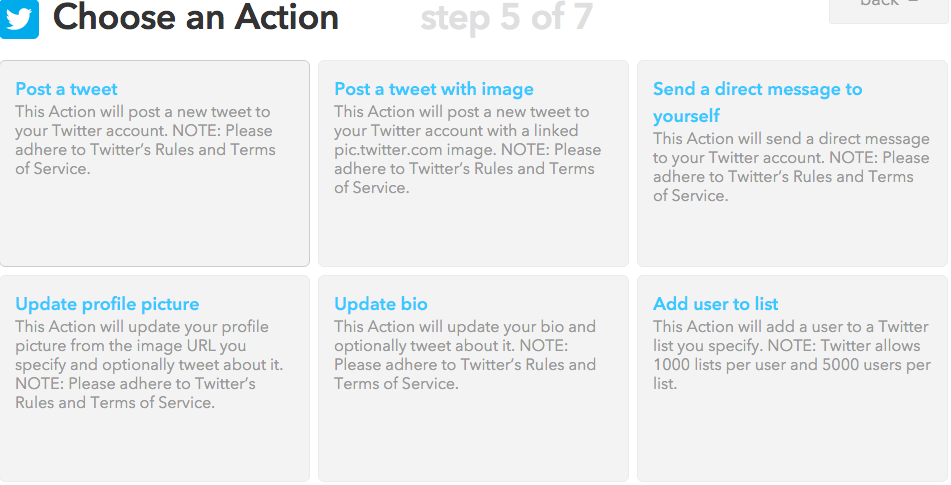 Choose an Action step 5 of 7
back
Post a tweet
This Action will post a new tweet to
your Twitter account. NOTE: Please
adhere to Twitter’s Rules and Terms
of Service.
Post a tweet with image
This Action will post a new tweet to
your Twitter account with a linked
pic.twitter.com image. NOTE: Please
adhere to Twitter’s Rules and Terms
of Service.
Send a direct message to
yourself
This Action will send a direct message
to your Twitter account. NOTE: Please
adhere to Twitter’s Rules and Terms
of Service.
Update profile picture
This Action will update your profile
picture from the image URL you
specify and optionally tweet about it.
NOTE: Please adhere to Twitter’s
Rules and Terms of Service.
Update bio
This Action will update your bio and
optionally tweet about it. NOTE:
Please adhere to Twitter’s Rules and
Terms of Service.
Add user to list
This Action will add a user to a Twitter
list you specify. NOTE: Twitter allows
1000 lists per user and 5000 users per
list.